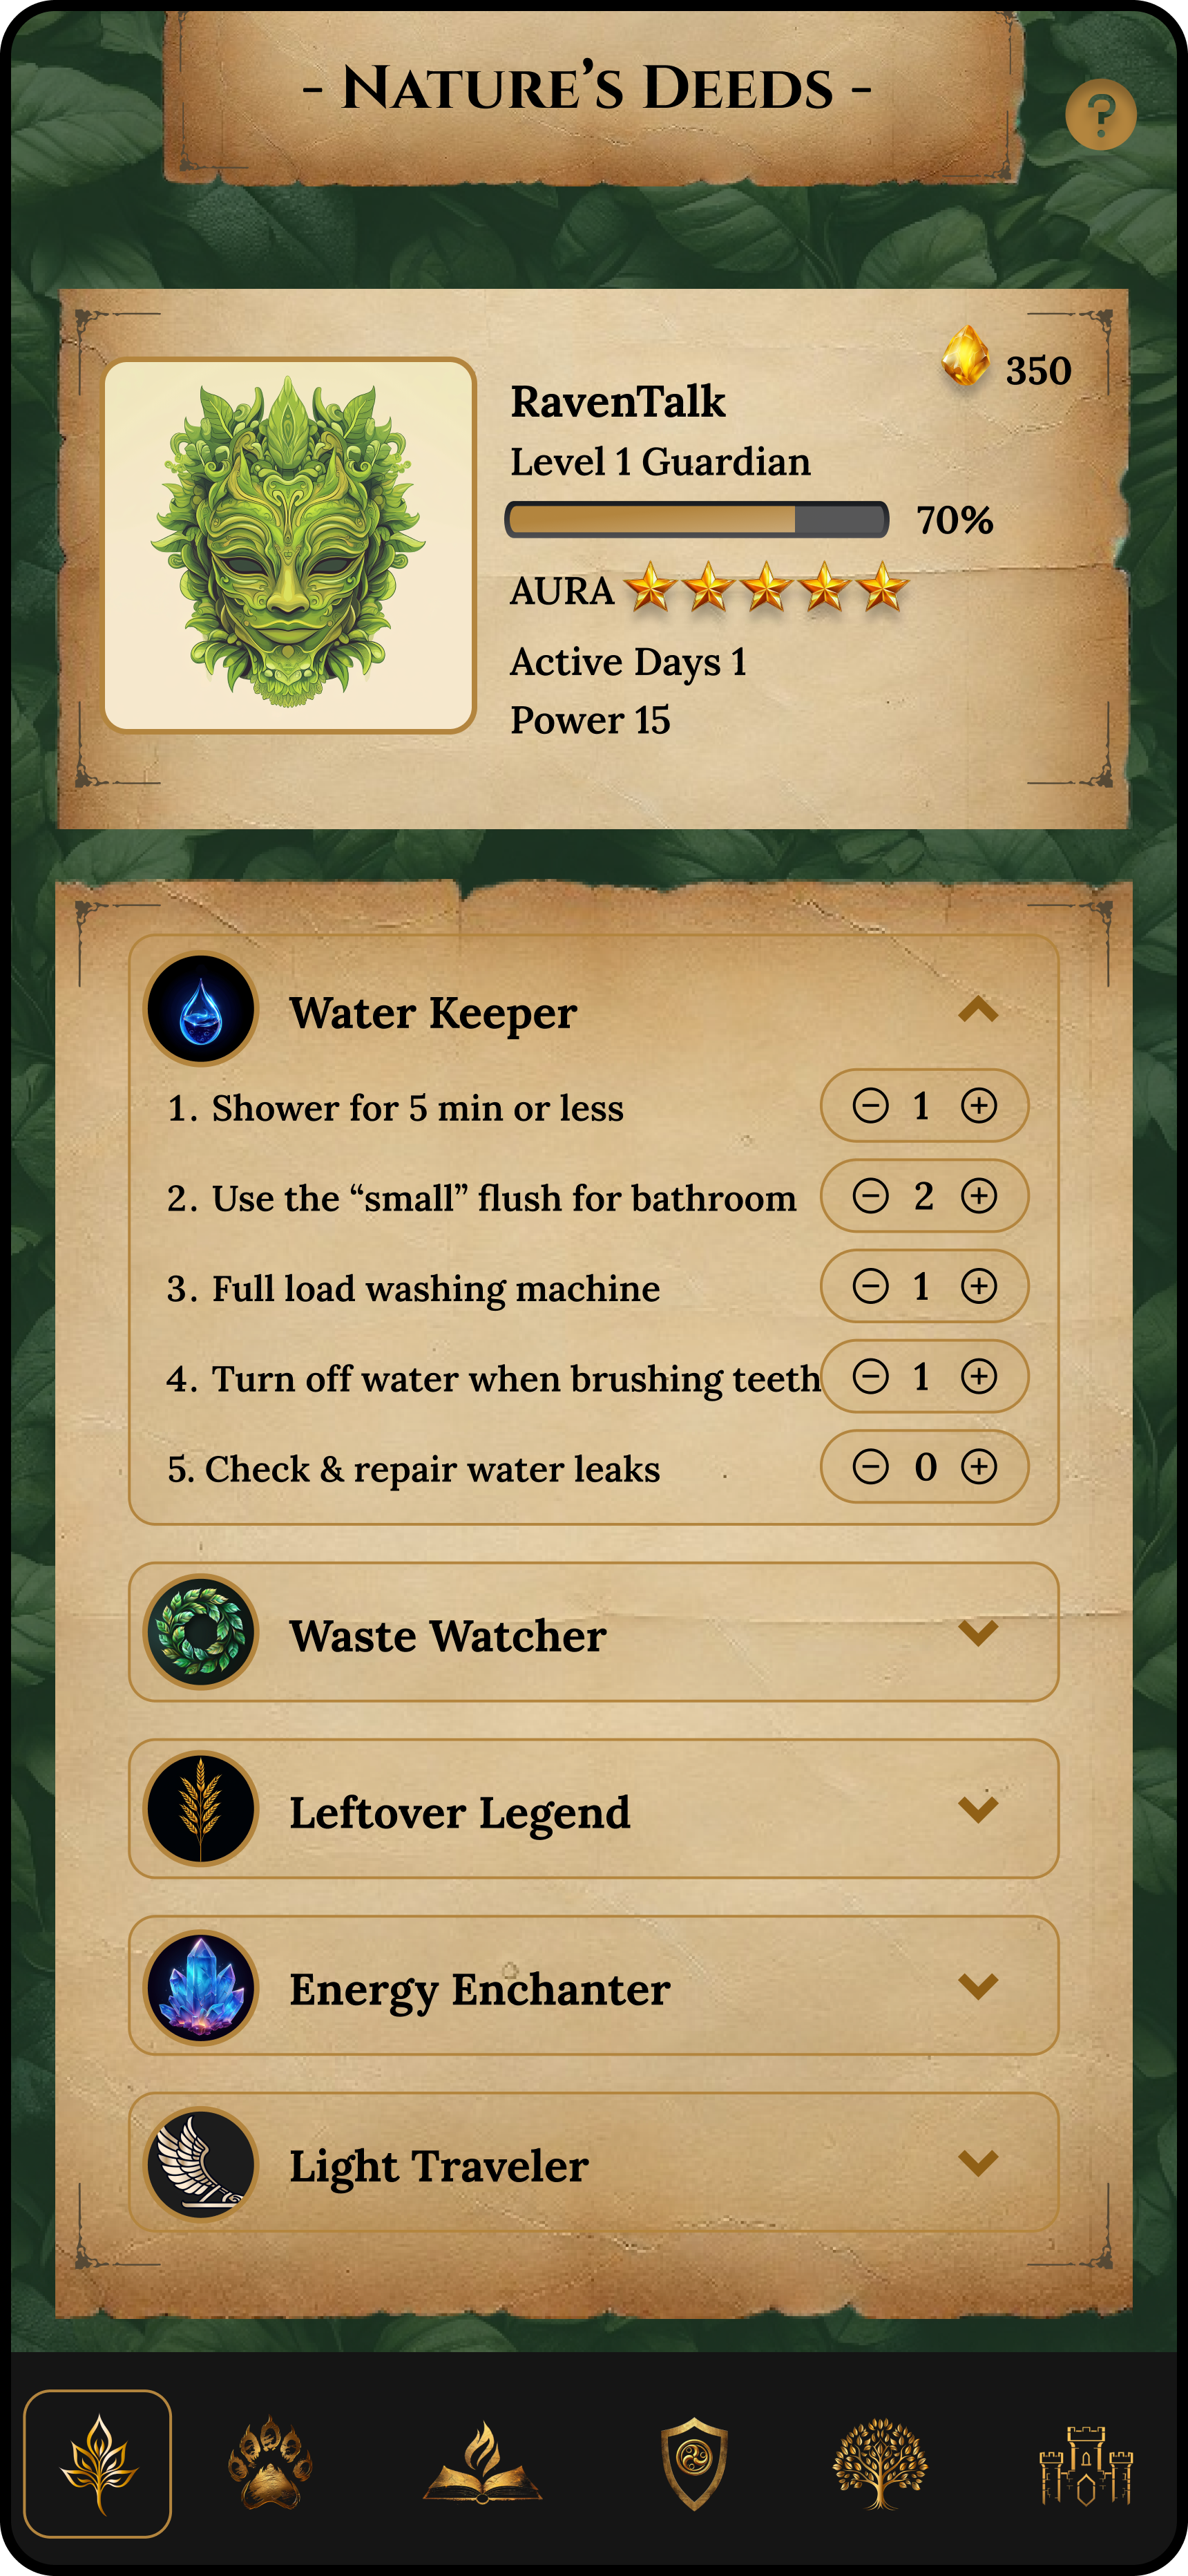 - Nature's Deeds -
?
350
RavenTalk
Level 1 Guardian
70%
AURA
Active Days 1
Power 15
Water Keeper
1. Shower for 5 min or less − 1 +
2. Use the “small” flush for bathroom − 2 +
3. Full load washing machine − 1 +
4. Turn off water when brushing teeth − 1 +
5. Check & repair water leaks − 0 +
Waste Watcher
Leftover Legend
Energy Enchanter
Light Traveler